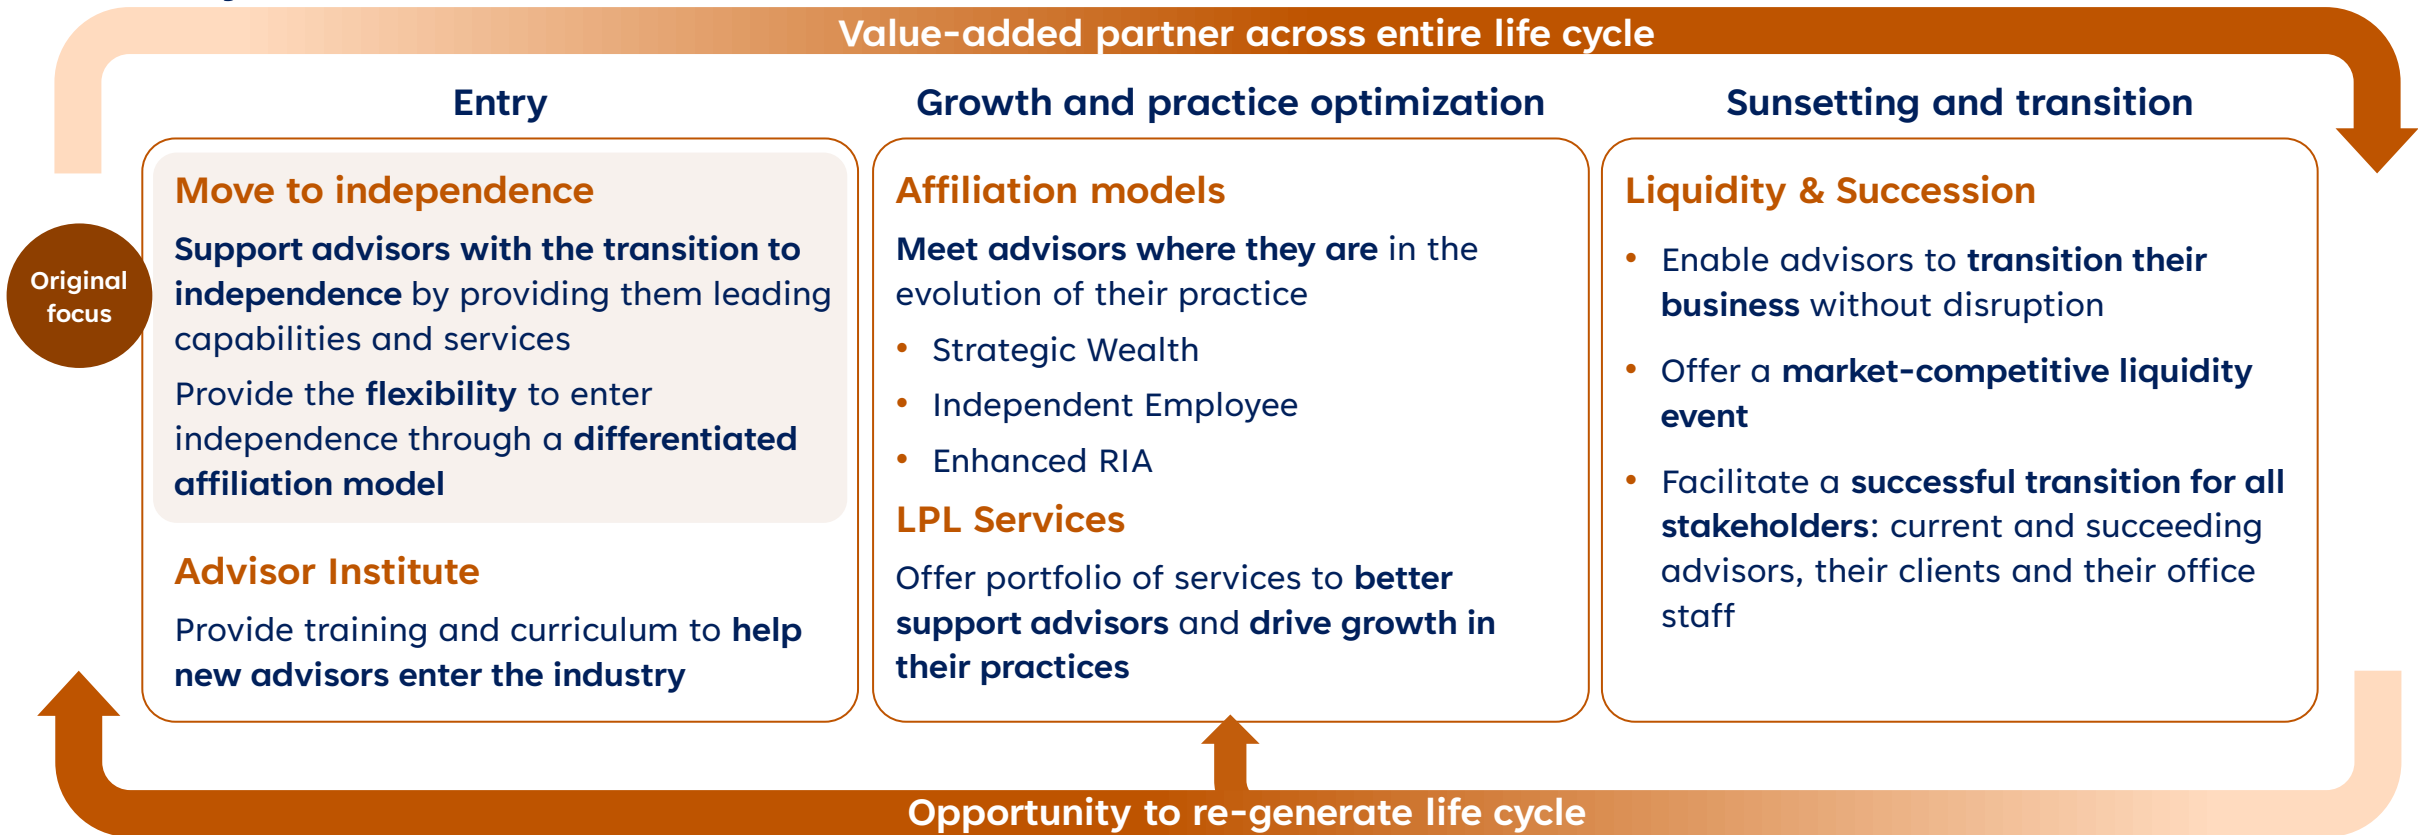 Value-added partner across entire life cycle
Entry
Move to independence
Support advisors with the transition to
independence by providing them leading
capabilities and services
Provide the flexibility to enter
independence through a differentiated
affiliation model
Original
focus
Advisor Institute
Provide training and curriculum to help
new advisors enter the industry
Growth and practice optimization
Affiliation models
Meet advisors where they are in the
evolution of their practice
• Strategic Wealth
• Independent Employee
• Enhanced RIA
LPL Services
Offer portfolio of services to better
support advisors and drive growth in
their practices
Sunsetting and transition
Liquidity & Succession
• Enable advisors to transition their
business without disruption
• Offer a market-competitive liquidity
event
• Facilitate a successful transition for all
stakeholders: current and succeeding
advisors, their clients and their office
staff
Opportunity to re-generate life cycle